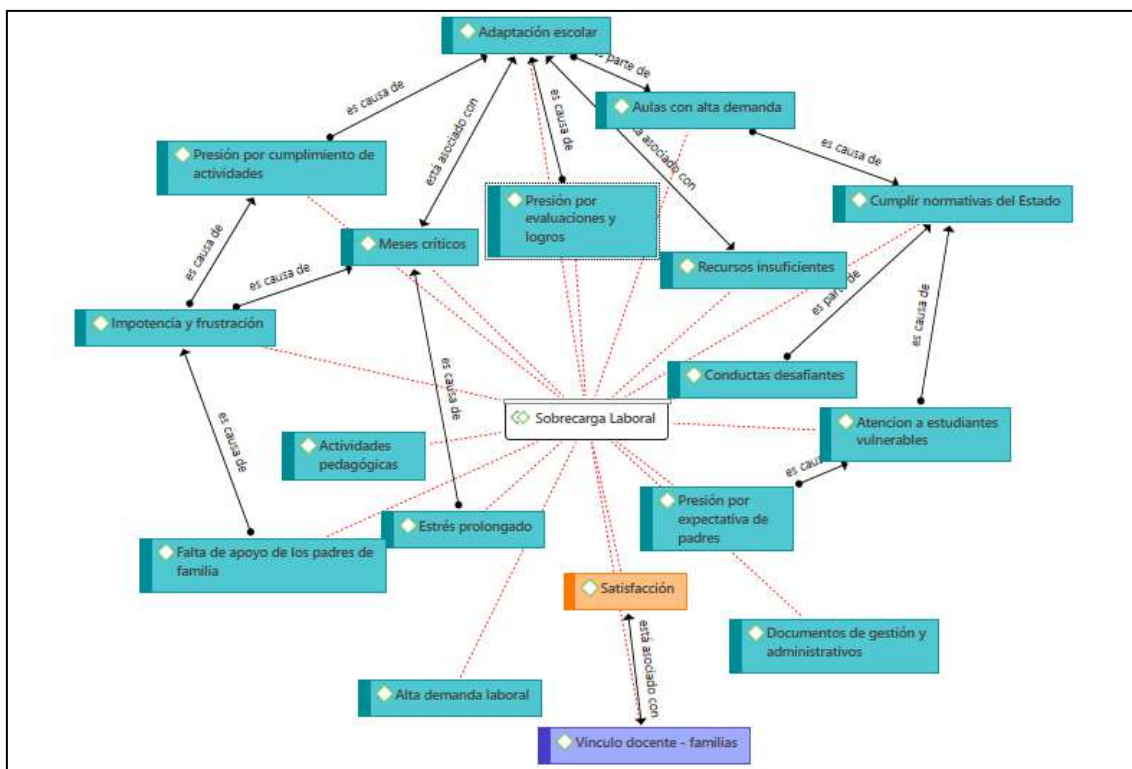 Adaptación escolar
es parte de
Aulas con alta demanda
es causa de
Presión por cumplimiento de
actividades
está asociado con
es causa de
está asociado con
es causa de
Presión por
evaluaciones y
logros
Cumplir normativas del Estado
Meses críticos
Recursos insuficientes
es causa de
es causa de
es parte de
es causa de
Impotencia y frustración
es causa de
Conductas desafiantes
Sobrecarga Laboral
es causa de
Atencion a estudiantes
vulnerables
Actividades
pedagógicas
es causa
Presión por
expectativa de
padres
Estrés prolongado
Falta de apoyo de los padres de
familia
Satisfacción
está asociado con
Documentos de gestión y
administrativos
Alta demanda laboral
Vinculo docente - familias